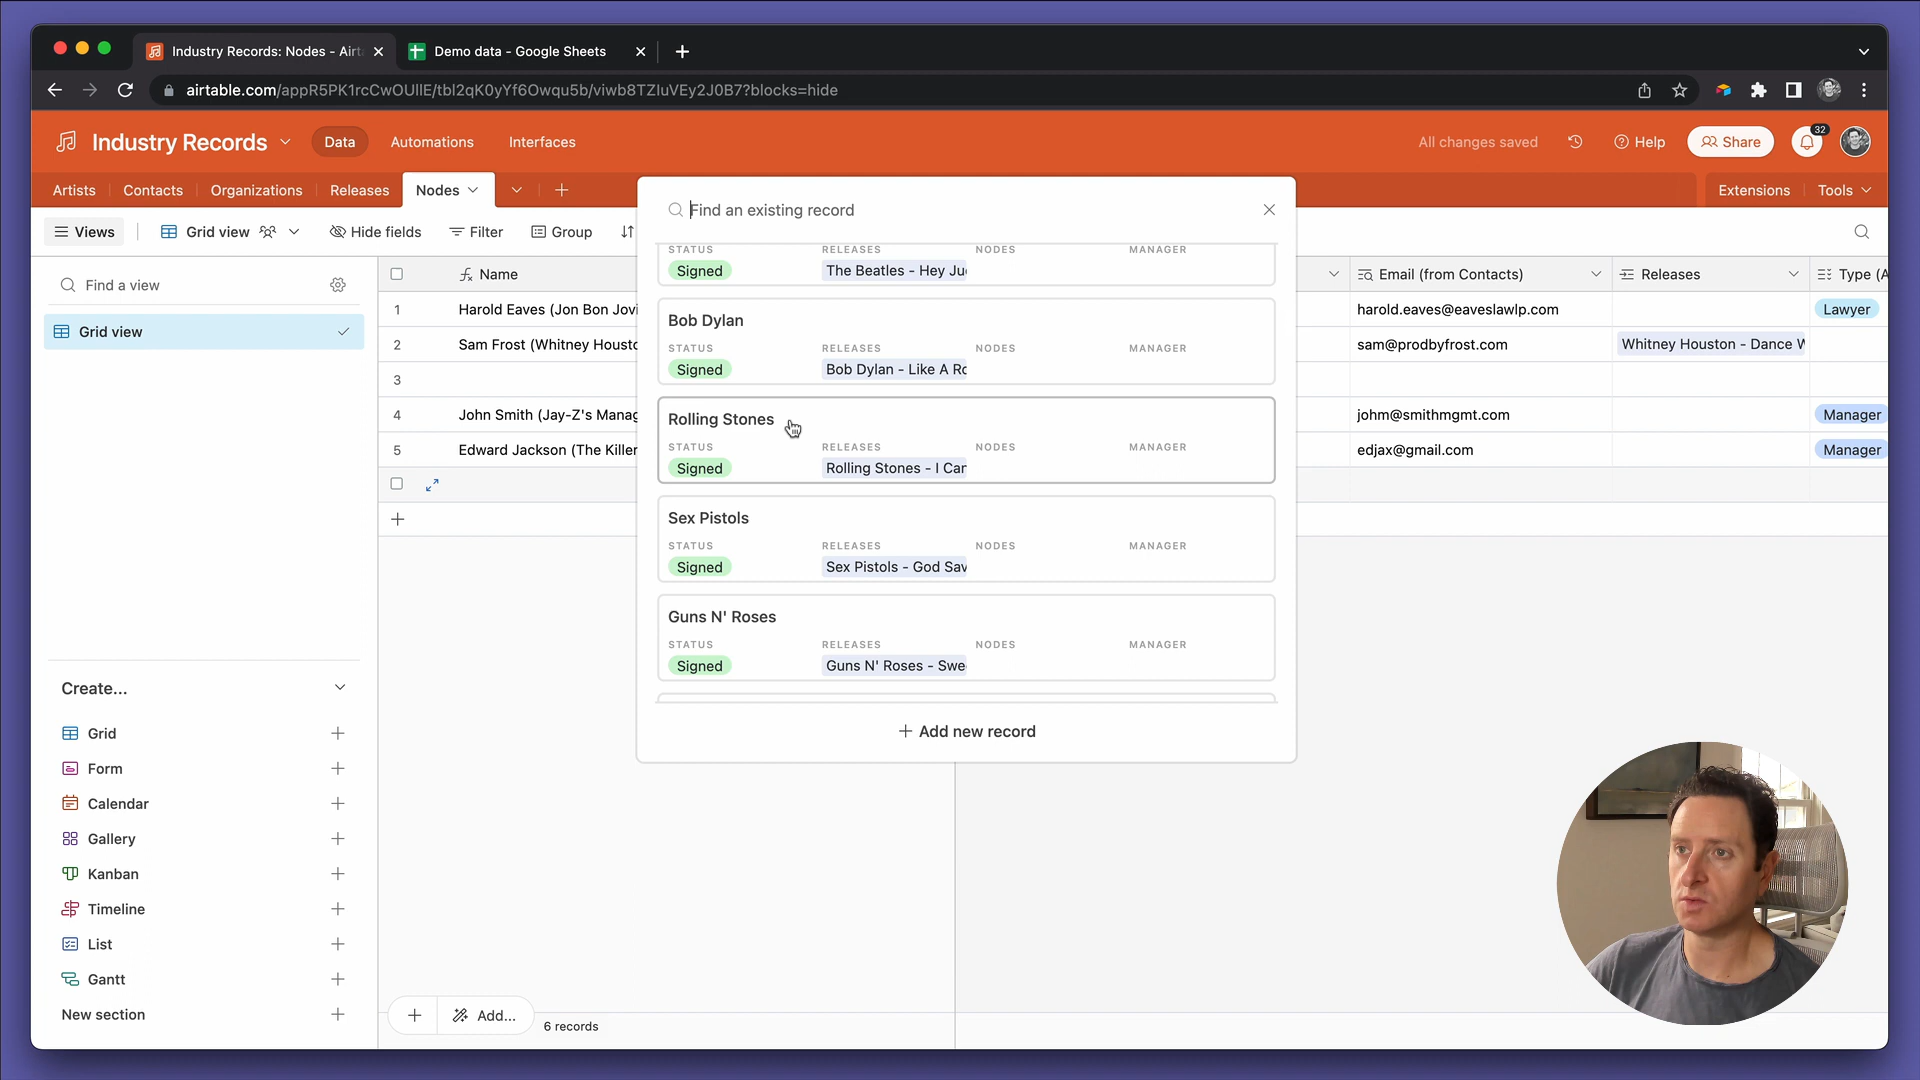 Industry Records: Nodes - Airt
Demo data - Google Sheets
airtable.com/appR5PK1rcCwOUIlE/tbl2qK0yYf6Owqu5b/viwb8TZIuVEy2J0B7?blocks=hide
Industry Records
Data
Automations
Interfaces
All changes saved
Help
Share
32
Artists
Contacts
Organizations
Releases
Nodes
Extensions
Tools
Views
Grid view
Hide fields
Filter
Group
Find a view
Grid view
Name
Email (from Contacts)
Releases
Type (A
1 Harold Eaves (Jon Bon Jovi harold.eaves@eaveslawlp.com Lawyer
2 Sam Frost (Whitney Housto sam@prodbyfrost.com Whitney Houston - Dance W
3
4 John Smith (Jay-Z's Manag johm@smithmgmt.com Manager
5 Edward Jackson (The Killer edjax@gmail.com Manager
Find an existing record
STATUS RELEASES NODES MANAGER
Signed The Beatles - Hey Ju
Bob Dylan
STATUS RELEASES NODES MANAGER
Signed Bob Dylan - Like A Ro
Rolling Stones
STATUS RELEASES NODES MANAGER
Signed Rolling Stones - I Can
Sex Pistols
STATUS RELEASES NODES MANAGER
Signed Sex Pistols - God Sav
Guns N' Roses
STATUS RELEASES NODES MANAGER
Signed Guns N' Roses - Swe
Add new record
Create...
Grid
Form
Calendar
Gallery
Kanban
Timeline
List
Gantt
New section
Add...
6 records